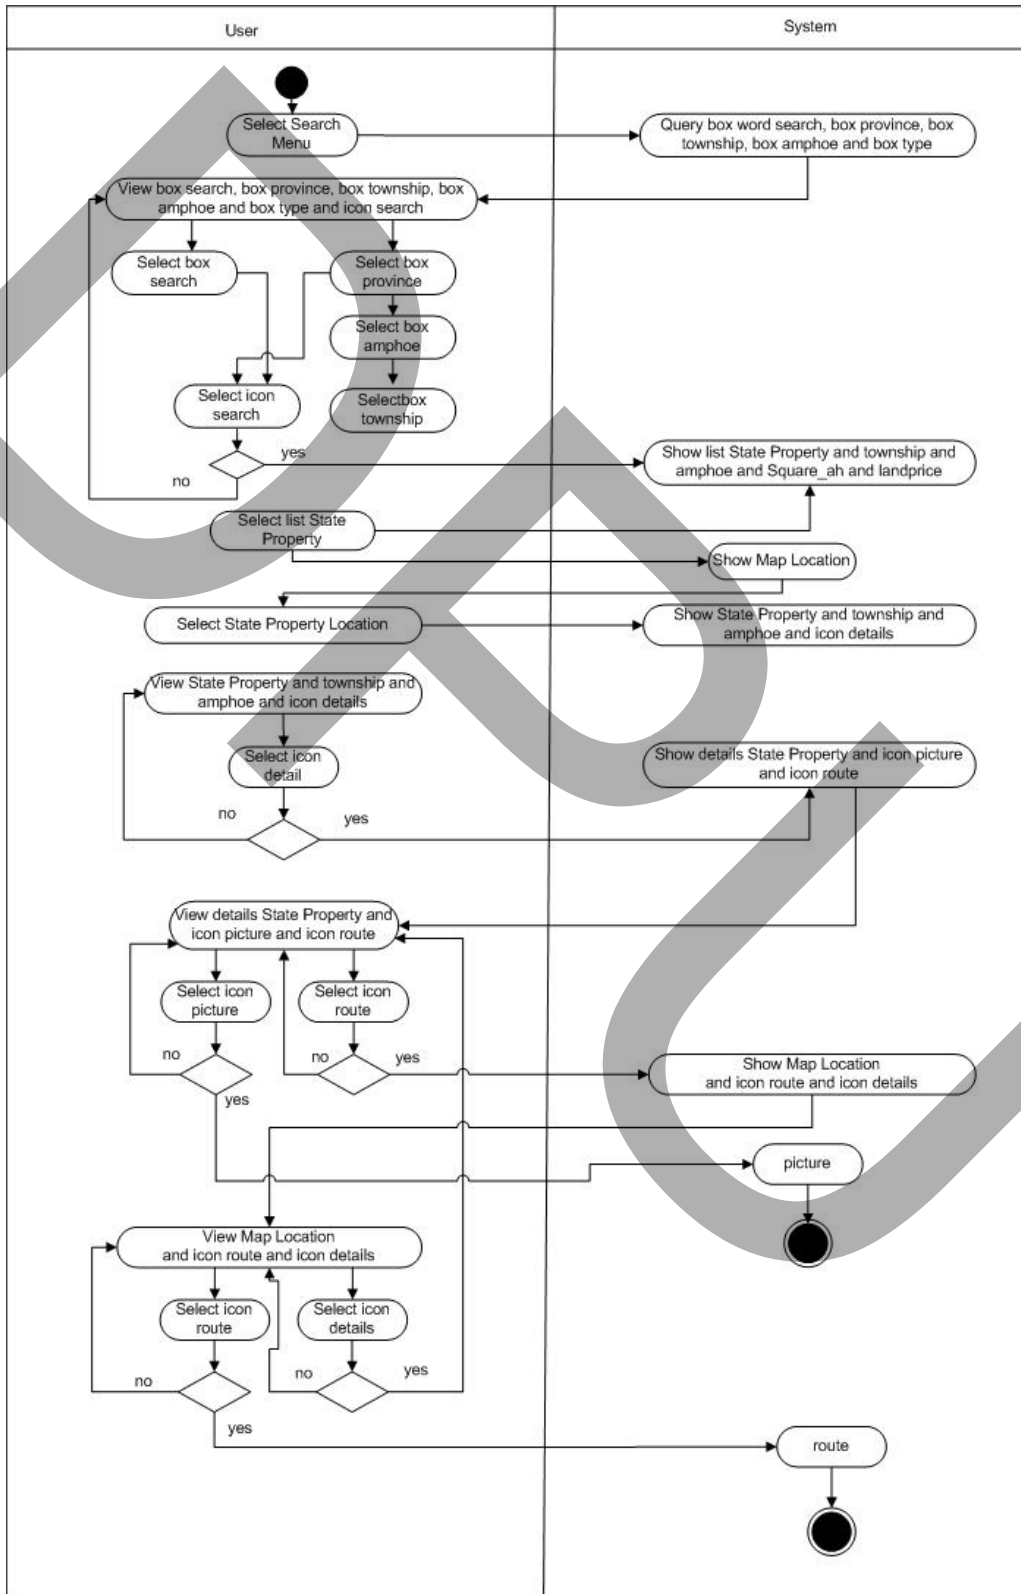 User
System
Select Search
Menu
Query box word search, box province, box
township, box amphoe and box type
View box search, box province, box township, box
amphoe and box type and icon search
Select box
search
Select box
province
Select box
amphoe
Select icon
search
Selectbox
township
yes
no
Show list State Property and township and
amphoe and Square_ah and landprice
Select list State
Property
Show Map Location
Select State Property Location
Show State Property and township and
amphoe and icon details
View State Property and township and
amphoe and icon details
Select icon
detail
Show details State Property and icon picture
and icon route
no
yes
View details State Property and
icon picture and icon route
Select icon
picture
Select icon
route
no
no
yes
yes
Show Map Location
and icon route and icon details
picture
View Map Location
and icon route and icon details
Select icon
route
Select icon
details
no
no
yes
yes
route
DPU